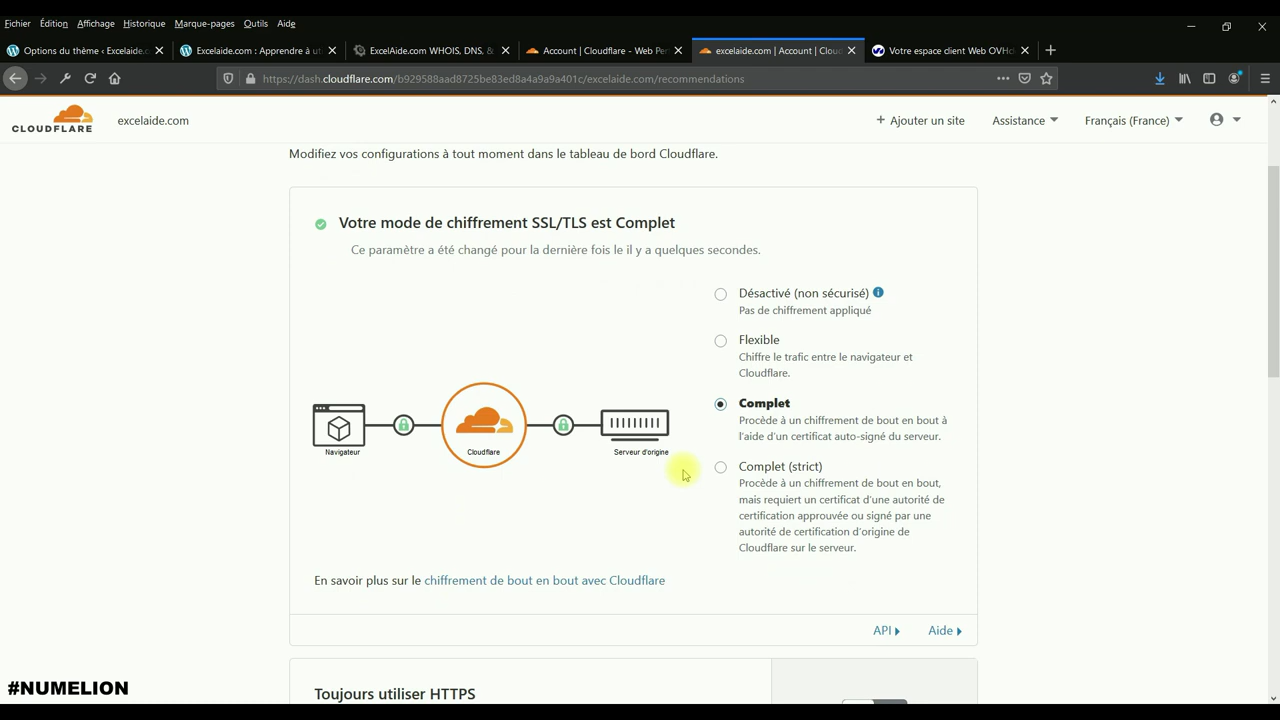 Fichier Édition Affichage Historique Marque-pages Outils Aide
Options du thème ‹ Excelaide.c
Excelaide.com : Apprendre à ut
ExcelAide.com WHOIS, DNS, &
Account | Cloudflare - Web Per
excelaide.com | Account | Cloud
Votre espace client Web OVHc
https://dash.cloudflare.com/b929588aad8725be83ed8a4a9a9a401c/excelaide.com/recommendations
CLOUDFLARE
excelaide.com
+ Ajouter un site
Assistance
Français (France)
Modifiez vos configurations à tout moment dans le tableau de bord Cloudflare.
Votre mode de chiffrement SSL/TLS est Complet
Ce paramètre a été changé pour la dernière fois le il y a quelques secondes.
Désactivé (non sécurisé)
Pas de chiffrement appliqué
Flexible
Chiffre le trafic entre le navigateur et
Cloudflare.
Complet
Procède à un chiffrement de bout en bout à
l'aide d'un certificat auto-signé du serveur.
Complet (strict)
Procède à un chiffrement de bout en bout,
mais requiert un certificat d'une autorité de
certification approuvée ou signé par une
autorité de certification d'origine de
Cloudflare sur le serveur.
Navigateur
Cloudflare
Serveur d'origine
En savoir plus sur le chiffrement de bout en bout avec Cloudflare
API
Aide
Toujours utiliser HTTPS
#NUMELION